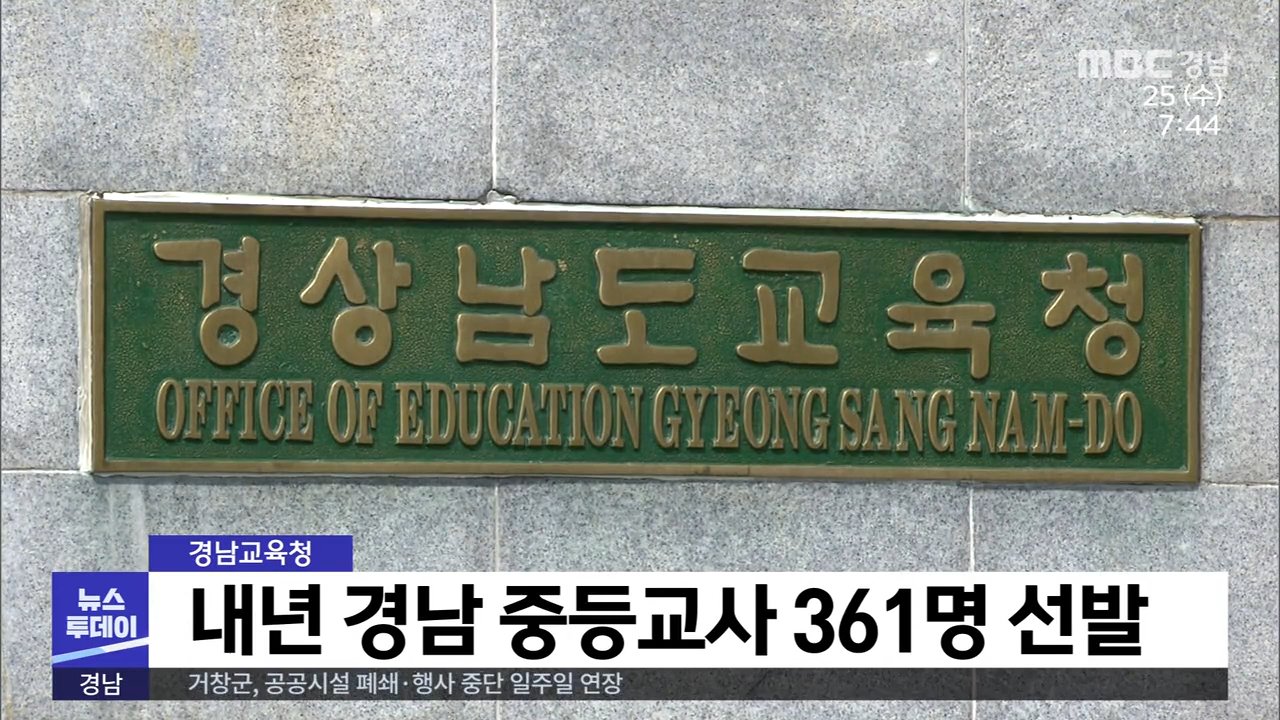 MBC경남
25 (수)
7:44
경상남도교육청
OFFICE OF EDUCATION GYEONG SANG NAM-DO
경남교육청
뉴스
투데이
내년 경남 중등교사 361명 선발
경남
거창군, 공공시설 폐쇄·행사 중단 일주일 연장